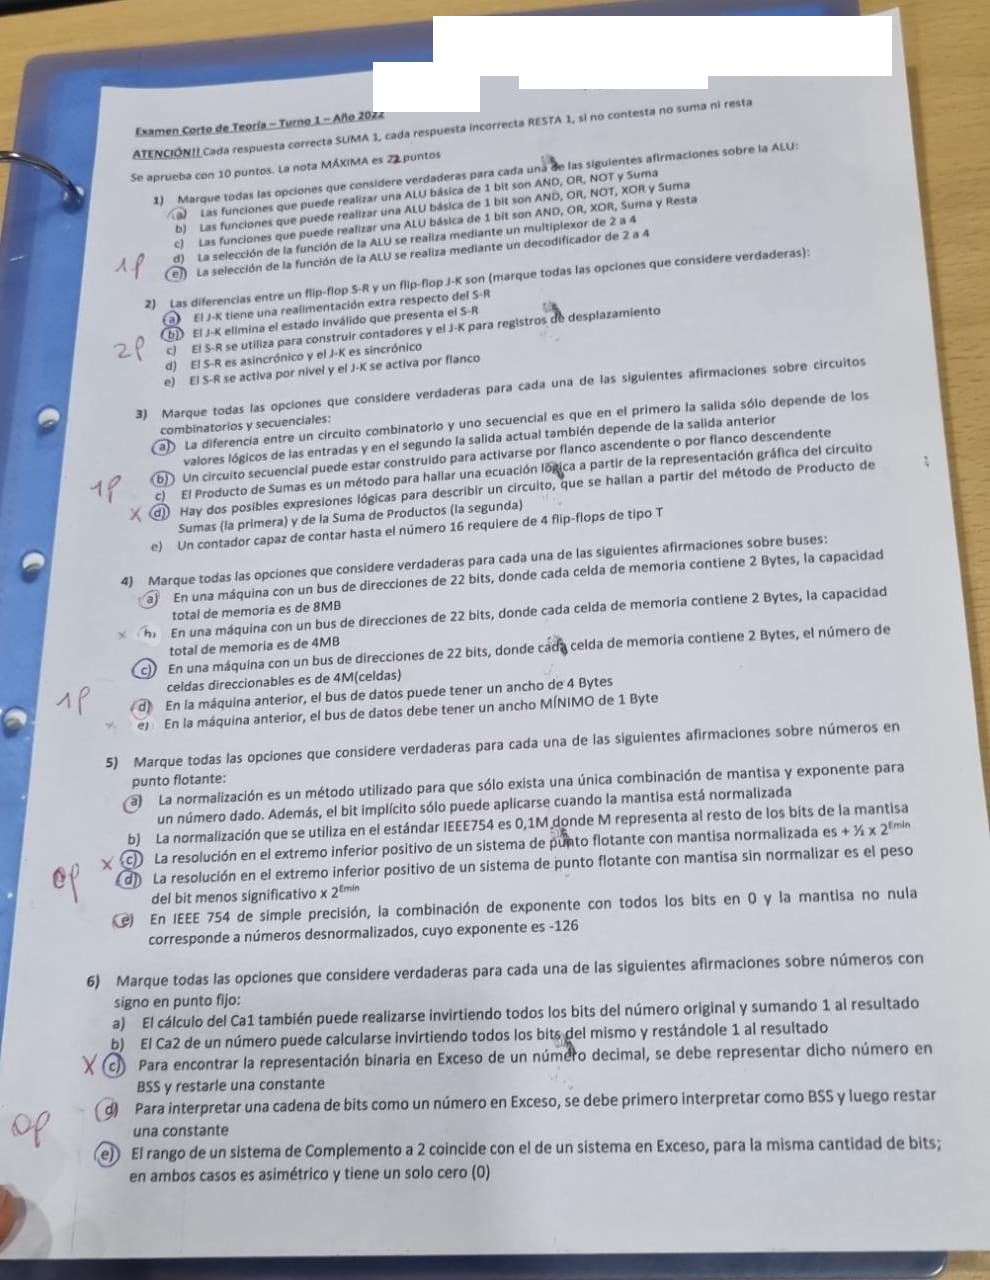 Examen Corto de Teoría – Turno 1 – Año 2022
ATENCIÓN!! Cada respuesta correcta SUMA 1, cada respuesta incorrecta RESTA 1, si no contesta no suma ni resta
Se aprueba con 10 puntos. La nota MÁXIMA es 22 puntos
1) Marque todas las opciones que considere verdaderas para cada una de las siguientes afirmaciones sobre la ALU:
a) Las funciones que puede realizar una ALU básica de 1 bit son AND, OR, NOT y Suma
b) Las funciones que puede realizar una ALU básica de 1 bit son AND, OR, NOT, XOR y Suma
c) Las funciones que puede realizar una ALU básica de 1 bit son AND, OR, XOR, Suma y Resta
d) La selección de la función de la ALU se realiza mediante un multiplexor de 2 a 4
1p e) La selección de la función de la ALU se realiza mediante un decodificador de 2 a 4
2) Las diferencias entre un flip-flop S-R y un flip-flop J-K son (marque todas las opciones que considere verdaderas):
a) El J-K tiene una realimentación extra respecto del S-R
b) El J-K elimina el estado inválido que presenta el S-R
2p c) El S-R se utiliza para construir contadores y el J-K para registros de desplazamiento
d) El S-R es asincrónico y el J-K es sincrónico
e) El S-R se activa por nivel y el J-K se activa por flanco
3) Marque todas las opciones que considere verdaderas para cada una de las siguientes afirmaciones sobre circuitos
combinatorios y secuenciales:
a) La diferencia entre un circuito combinatorio y uno secuencial es que en el primero la salida sólo depende de los
valores lógicos de las entradas y en el segundo la salida actual también depende de la salida anterior
b) Un circuito secuencial puede estar construido para activarse por flanco ascendente o por flanco descendente
1p c) El Producto de Sumas es un método para hallar una ecuación lógica a partir de la representación gráfica del circuito
X d) Hay dos posibles expresiones lógicas para describir un circuito, que se hallan a partir del método de Producto de
Sumas (la primera) y de la Suma de Productos (la segunda)
e) Un contador capaz de contar hasta el número 16 requiere de 4 flip-flops de tipo T
4) Marque todas las opciones que considere verdaderas para cada una de las siguientes afirmaciones sobre buses:
a) En una máquina con un bus de direcciones de 22 bits, donde cada celda de memoria contiene 2 Bytes, la capacidad
total de memoria es de 8MB
x b) En una máquina con un bus de direcciones de 22 bits, donde cada celda de memoria contiene 2 Bytes, la capacidad
total de memoria es de 4MB
c) En una máquina con un bus de direcciones de 22 bits, donde cada celda de memoria contiene 2 Bytes, el número de
celdas direccionables es de 4M(celdas)
1p d) En la máquina anterior, el bus de datos puede tener un ancho de 4 Bytes
x e) En la máquina anterior, el bus de datos debe tener un ancho MÍNIMO de 1 Byte
5) Marque todas las opciones que considere verdaderas para cada una de las siguientes afirmaciones sobre números en
punto flotante:
a) La normalización es un método utilizado para que sólo exista una única combinación de mantisa y exponente para
un número dado. Además, el bit implícito sólo puede aplicarse cuando la mantisa está normalizada
b) La normalización que se utiliza en el estándar IEEE754 es 0,1M donde M representa al resto de los bits de la mantisa
x c) La resolución en el extremo inferior positivo de un sistema de punto flotante con mantisa normalizada es + ½ x 2^Emin
0p d) La resolución en el extremo inferior positivo de un sistema de punto flotante con mantisa sin normalizar es el peso
del bit menos significativo x 2^Emin
e) En IEEE 754 de simple precisión, la combinación de exponente con todos los bits en 0 y la mantisa no nula
corresponde a números desnormalizados, cuyo exponente es -126
6) Marque todas las opciones que considere verdaderas para cada una de las siguientes afirmaciones sobre números con
signo en punto fijo:
a) El cálculo del Ca1 también puede realizarse invirtiendo todos los bits del número original y sumando 1 al resultado
b) El Ca2 de un número puede calcularse invirtiendo todos los bits del mismo y restándole 1 al resultado
X c) Para encontrar la representación binaria en Exceso de un número decimal, se debe representar dicho número en
BSS y restarle una constante
0p d) Para interpretar una cadena de bits como un número en Exceso, se debe primero interpretar como BSS y luego restar
una constante
e) El rango de un sistema de Complemento a 2 coincide con el de un sistema en Exceso, para la misma cantidad de bits;
en ambos casos es asimétrico y tiene un solo cero (0)